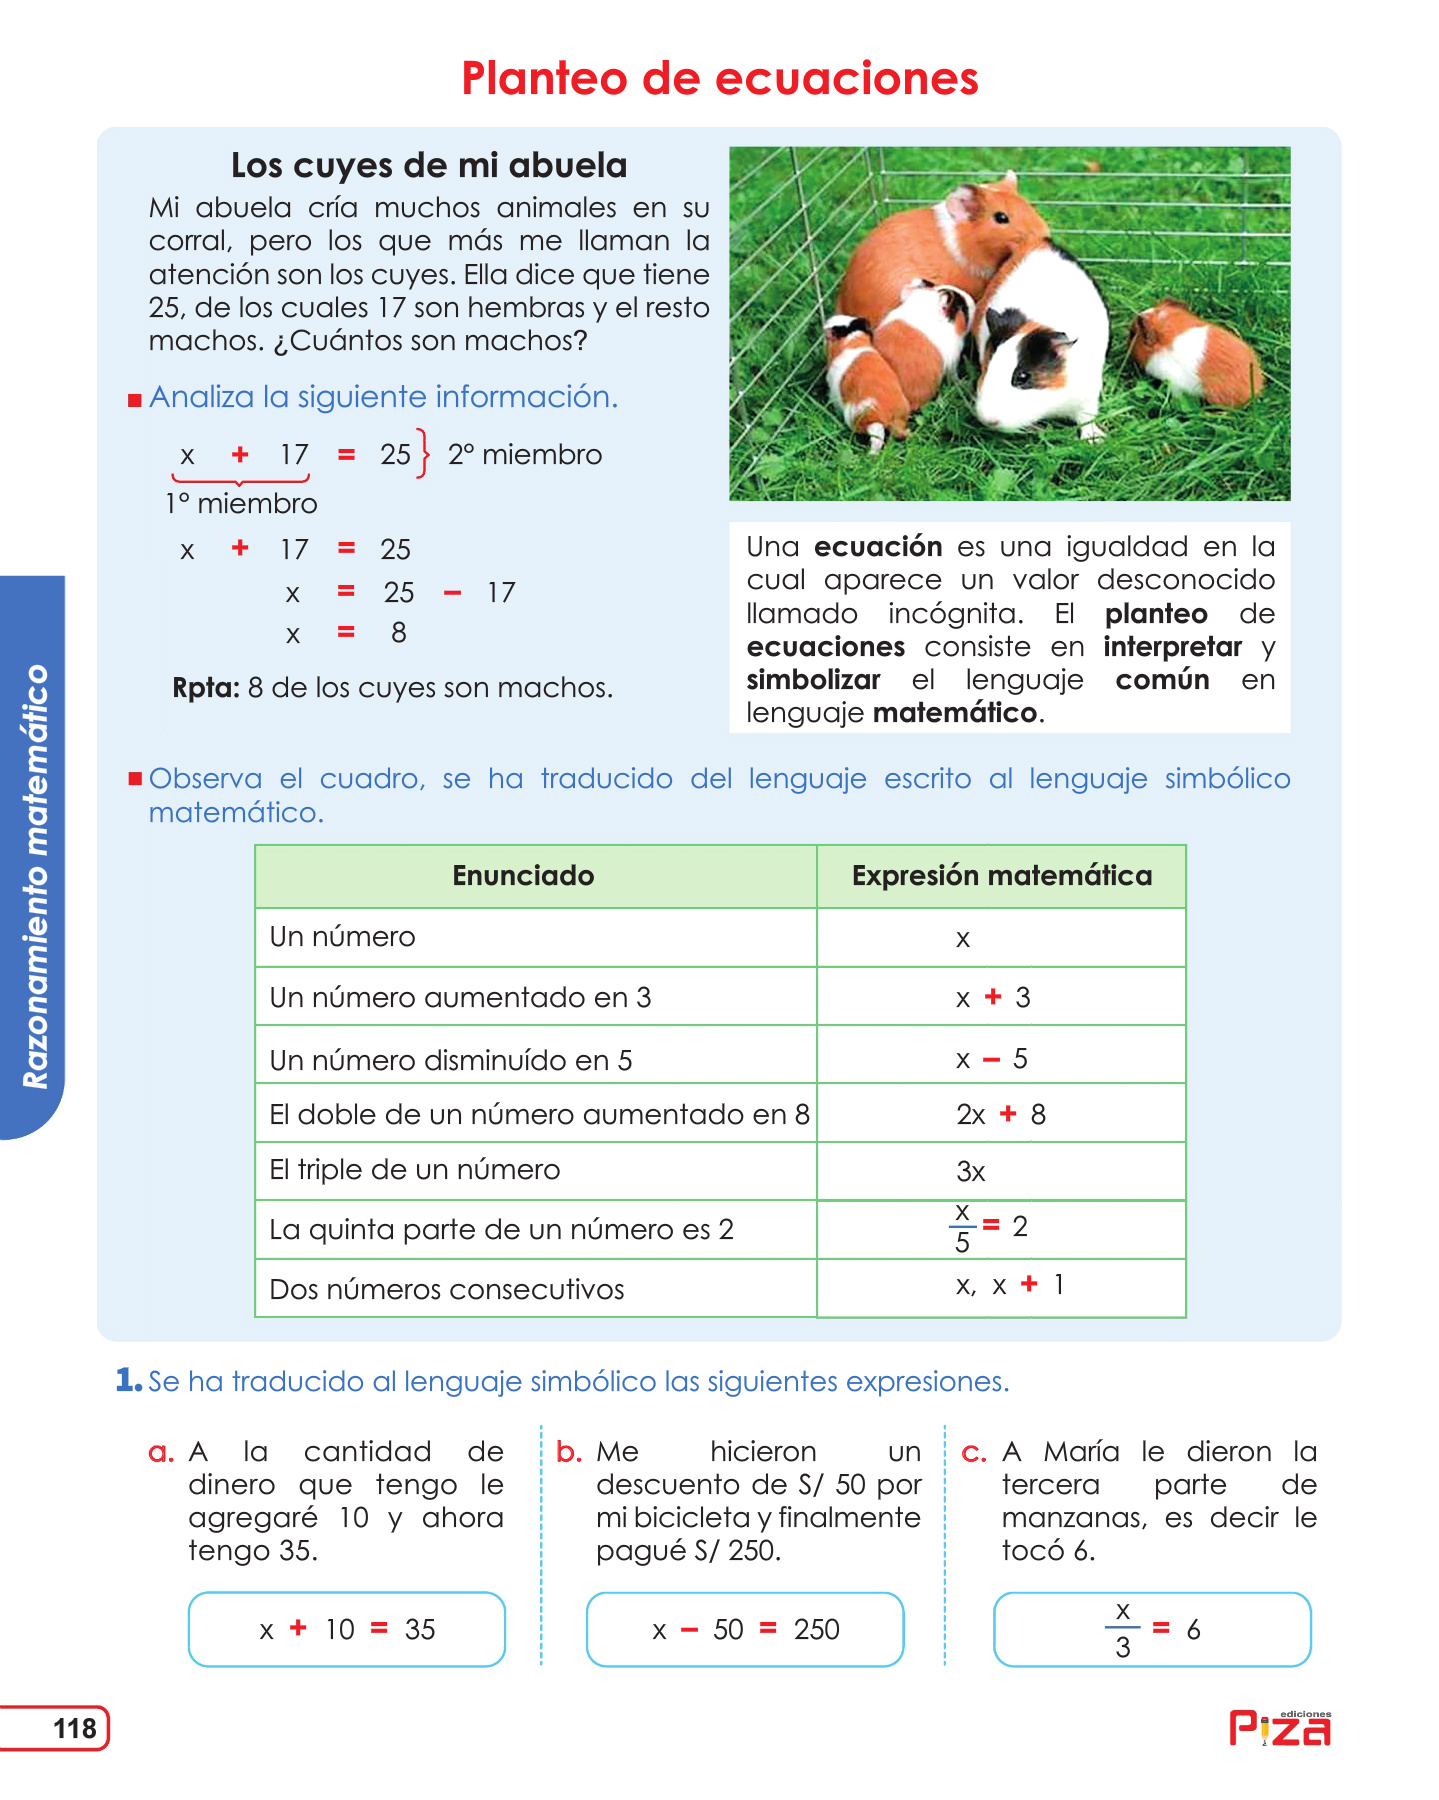 Planteo de ecuaciones
Los cuyes de mi abuela
Mi abuela cría muchos animales en su
corral, pero los que más me llaman la
atención son los cuyes. Ella dice que tiene
25, de los cuales 17 son hembras y el resto
machos. ¿Cuántos son machos?
Analiza la siguiente información.
x + 17 = 25 } 2° miembro
1° miembro
x + 17 = 25
x = 25 – 17
x = 8
Rpta: 8 de los cuyes son machos.
Una ecuación es una igualdad en la
cual aparece un valor desconocido
llamado incógnita. El planteo de
ecuaciones consiste en interpretar y
simbolizar el lenguaje común en
lenguaje matemático.
Razonamiento matemático
Observa el cuadro, se ha traducido del lenguaje escrito al lenguaje simbólico
matemático.
Enunciado Expresión matemática
Un número x
Un número aumentado en 3 x + 3
Un número disminuído en 5 x – 5
El doble de un número aumentado en 8 2x + 8
El triple de un número 3x
La quinta parte de un número es 2 x/5 = 2
Dos números consecutivos x, x + 1
1. Se ha traducido al lenguaje simbólico las siguientes expresiones.
a. A la cantidad de
dinero que tengo le
agregaré 10 y ahora
tengo 35.
x + 10 = 35
b. Me hicieron un
descuento de S/ 50 por
mi bicicleta y finalmente
pagué S/ 250.
x – 50 = 250
c. A María le dieron la
tercera parte de
manzanas, es decir le
tocó 6.
x/3 = 6
118
ediciones
Piza